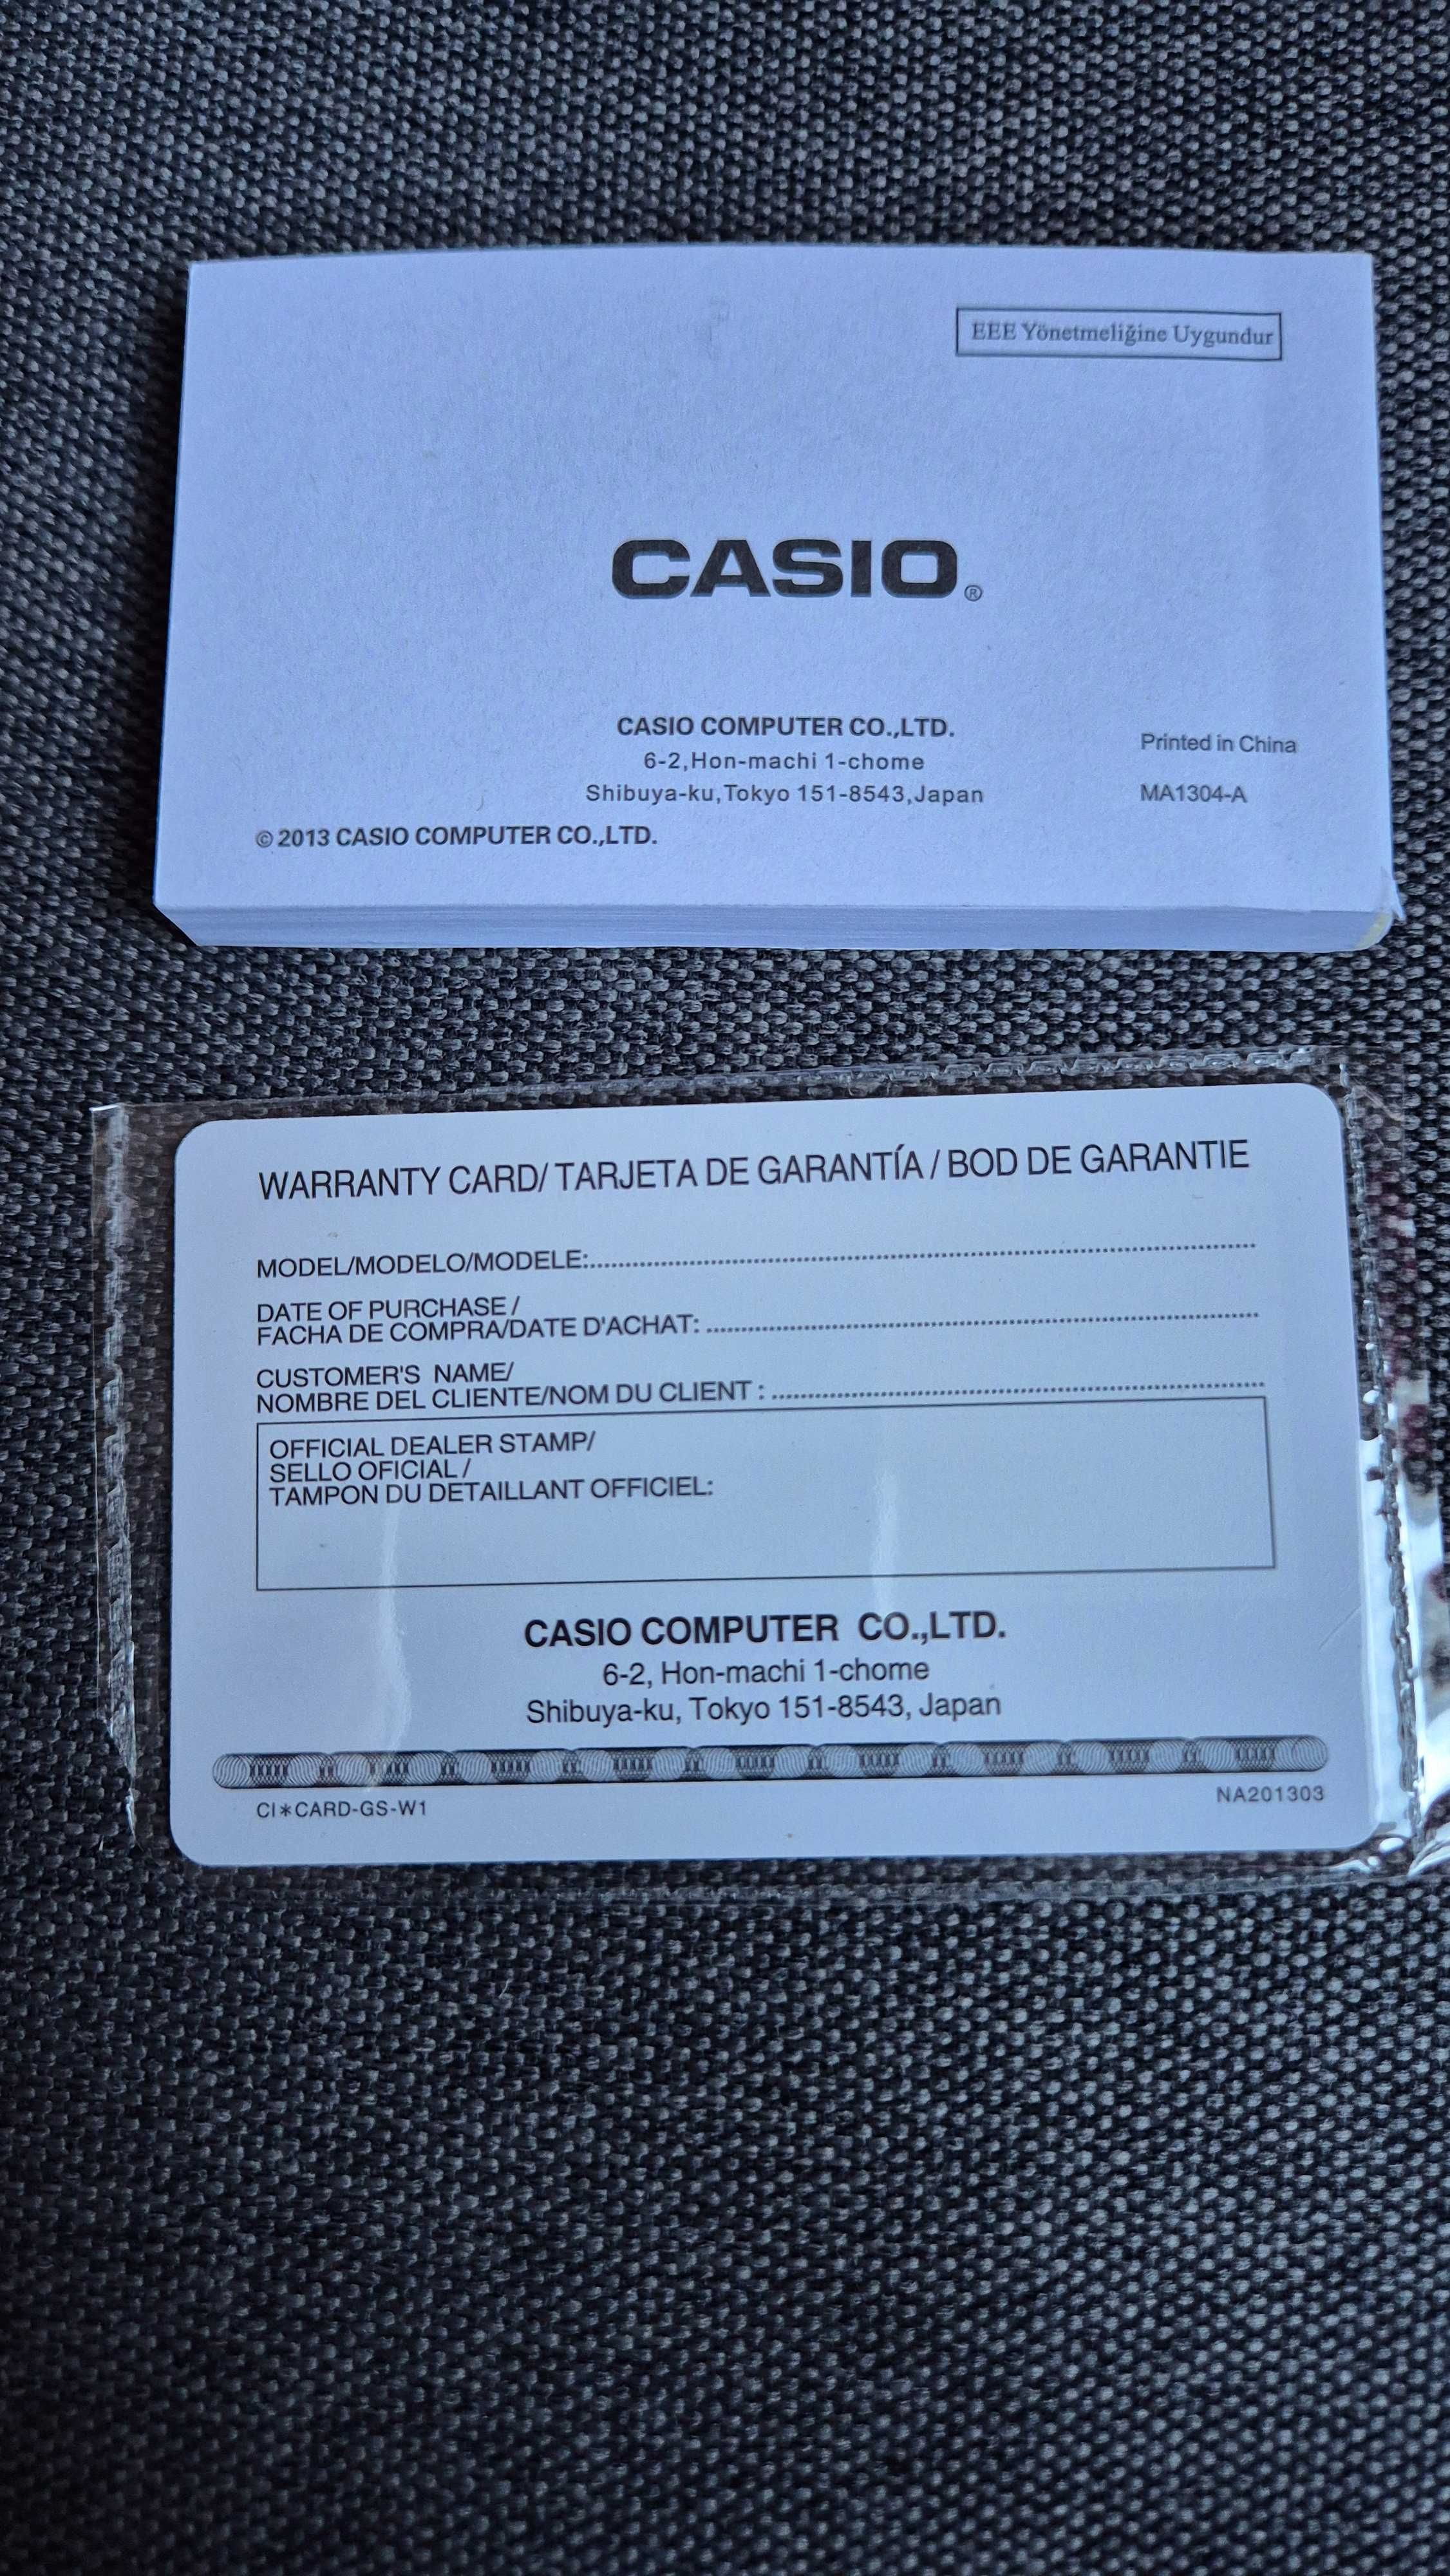 EEE Yönetmeliğine Uygundur
CASIO®
CASIO COMPUTER CO.,LTD.
6-2,Hon-machi 1-chome
Shibuya-ku,Tokyo 151-8543,Japan
Printed in China
MA1304-A
© 2013 CASIO COMPUTER CO.,LTD.
WARRANTY CARD/ TARJETA DE GARANTÍA / BOD DE GARANTIE
MODEL/MODELO/MODELE:
DATE OF PURCHASE /
FACHA DE COMPRA/DATE D'ACHAT:
CUSTOMER'S NAME/
NOMBRE DEL CLIENTE/NOM DU CLIENT :
OFFICIAL DEALER STAMP/
SELLO OFICIAL /
TAMPON DU DETAILLANT OFFICIEL:
CASIO COMPUTER CO.,LTD.
6-2, Hon-machi 1-chome
Shibuya-ku, Tokyo 151-8543, Japan
CI*CARD-GS-W1
NA201303